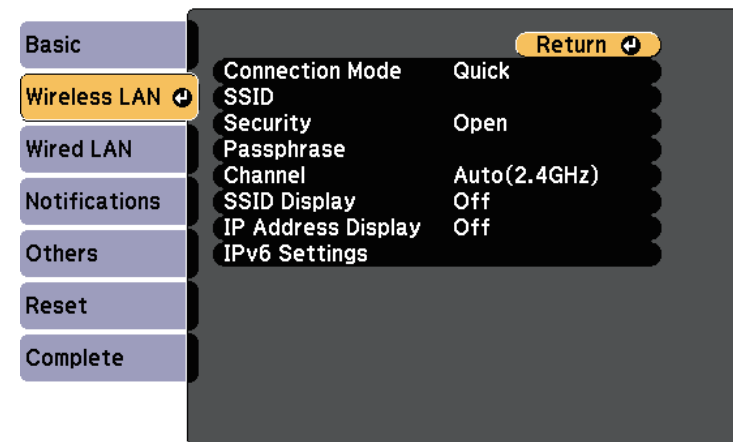 Basic
Wireless LAN
Wired LAN
Notifications
Others
Reset
Complete
Return
Connection Mode Quick
SSID
Security Open
Passphrase
Channel Auto(2.4GHz)
SSID Display Off
IP Address Display Off
IPv6 Settings